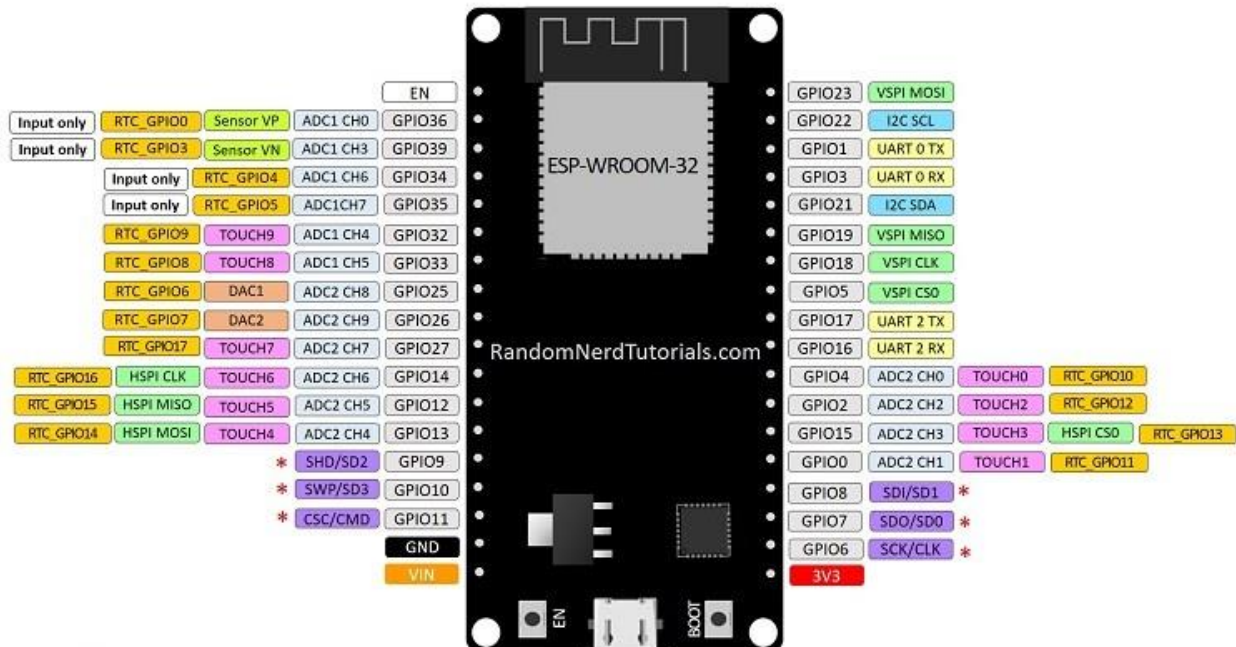 EN
GPIO23 VSPI MOSI
Input only RTC_GPIO0 Sensor VP ADC1 CH0 GPIO36
GPIO22 I2C SCL
Input only RTC_GPIO3 Sensor VN ADC1 CH3 GPIO39
GPIO1 UART 0 TX
Input only RTC_GPIO4 ADC1 CH6 GPIO34
ESP-WROOM-32
GPIO3 UART 0 RX
Input only RTC_GPIO5 ADC1CH7 GPIO35
GPIO21 I2C SDA
RTC_GPIO9 TOUCH9 ADC1 CH4 GPIO32
GPIO19 VSPI MISO
RTC_GPIO8 TOUCH8 ADC1 CH5 GPIO33
GPIO18 VSPI CLK
RTC_GPIO6 DAC1 ADC2 CH8 GPIO25
GPIO5 VSPI CS0
RTC_GPIO7 DAC2 ADC2 CH9 GPIO26
GPIO17 UART 2 TX
RTC_GPIO17 TOUCH7 ADC2 CH7 GPIO27
RandomNerdTutorials.com
GPIO16 UART 2 RX
RTC_GPIO16 HSPI CLK TOUCH6 ADC2 CH6 GPIO14
GPIO4 ADC2 CH0 TOUCH0 RTC_GPIO10
RTC_GPIO15 HSPI MISO TOUCH5 ADC2 CH5 GPIO12
GPIO2 ADC2 CH2 TOUCH2 RTC_GPIO12
RTC_GPIO14 HSPI MOSI TOUCH4 ADC2 CH4 GPIO13
GPIO15 ADC2 CH3 TOUCH3 HSPI CS0 RTC_GPIO13
* SHD/SD2 GPIO9
GPIO0 ADC2 CH1 TOUCH1 RTC_GPIO11
* SWP/SD3 GPIO10
GPIO8 SDI/SD1 *
* CSC/CMD GPIO11
GPIO7 SDO/SD0 *
GND
GPIO6 SCK/CLK *
VIN
3V3
EN
BOOT